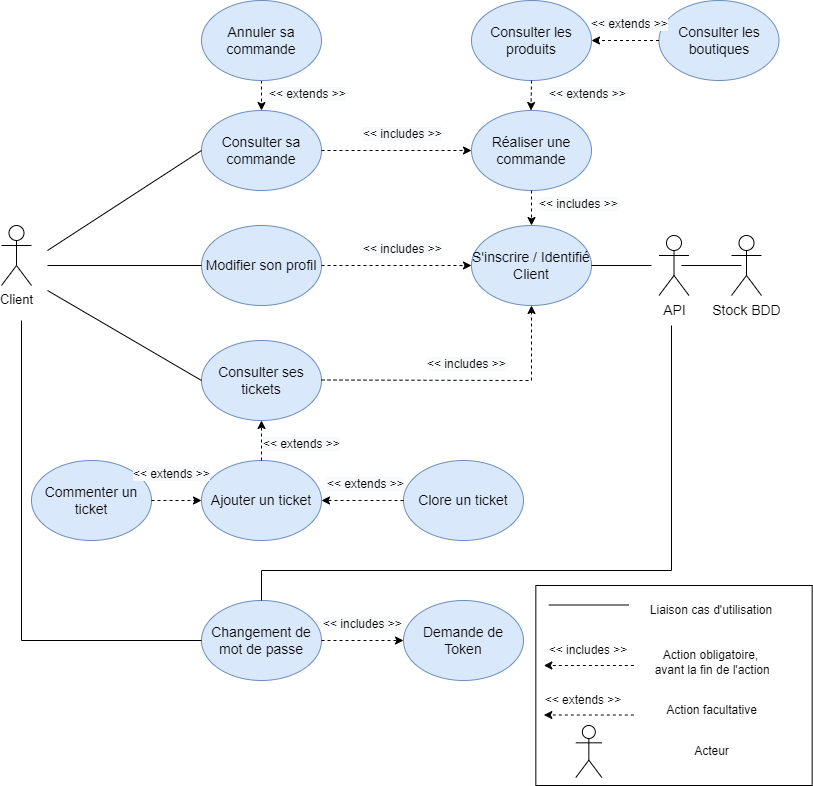 Annuler sa
commande
Consulter les
produits
<< extends >>
Consulter les
boutiques
<< extends >>
<< extends >>
Consulter sa
commande
<< includes >>
Réaliser une
commande
<< includes >>
Client
Modifier son profil
<< includes >>
S'inscrire / Identifié
Client
API
Stock BDD
Consulter ses
tickets
<< includes >>
<< extends >>
Commenter un
ticket
<< extends >>
Ajouter un ticket
<< extends >>
Clore un ticket
Changement de
mot de passe
<< includes >>
Demande de
Token
Liaison cas d'utilisation
<< includes >>
Action obligatoire,
avant la fin de l'action
<< extends >>
Action facultative
Acteur